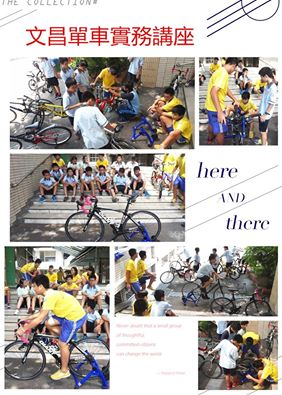 THE COLLECTION#
文昌單車實務講座
here
AND
there
Never doubt that a small group
of thoughtful,
committed citizens
can change the world.